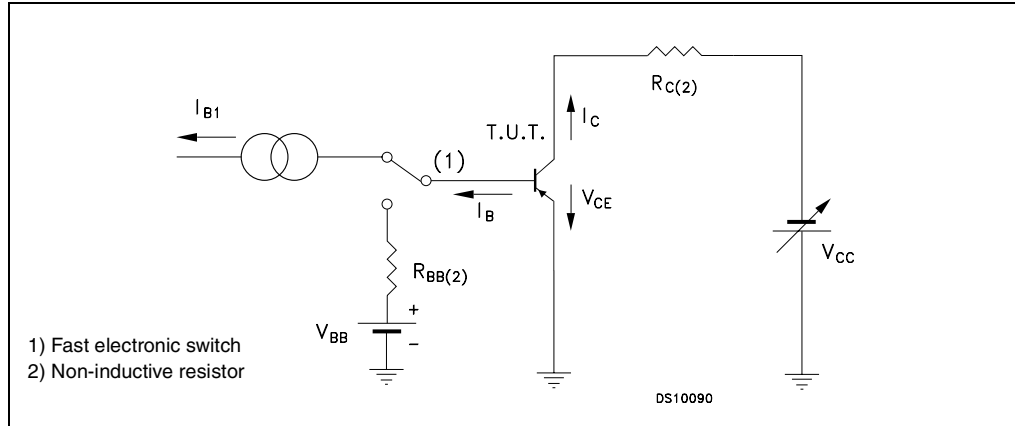 I_B1
T.U.T.
I_C
R_C(2)
(1)
I_B
V_CE
V_CC
R_BB(2)
V_BB
+
–
1) Fast electronic switch
2) Non-inductive resistor
DS10090